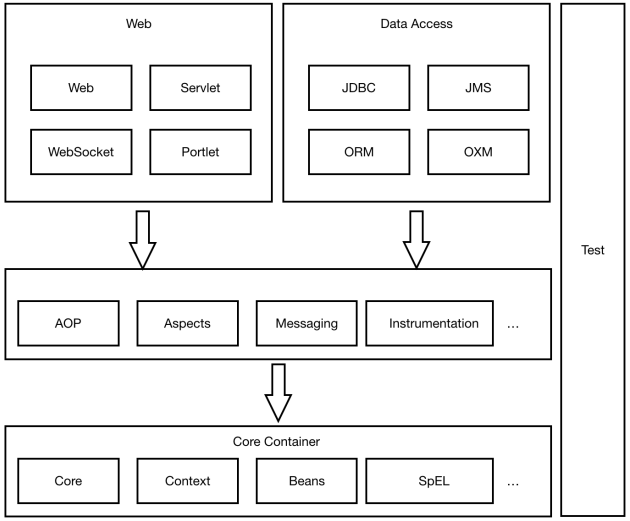 Web
Web
Servlet
WebSocket
Portlet
Data Access
JDBC
JMS
ORM
OXM
Test
AOP
Aspects
Messaging
Instrumentation
...
Core Container
Core
Context
Beans
SpEL
...